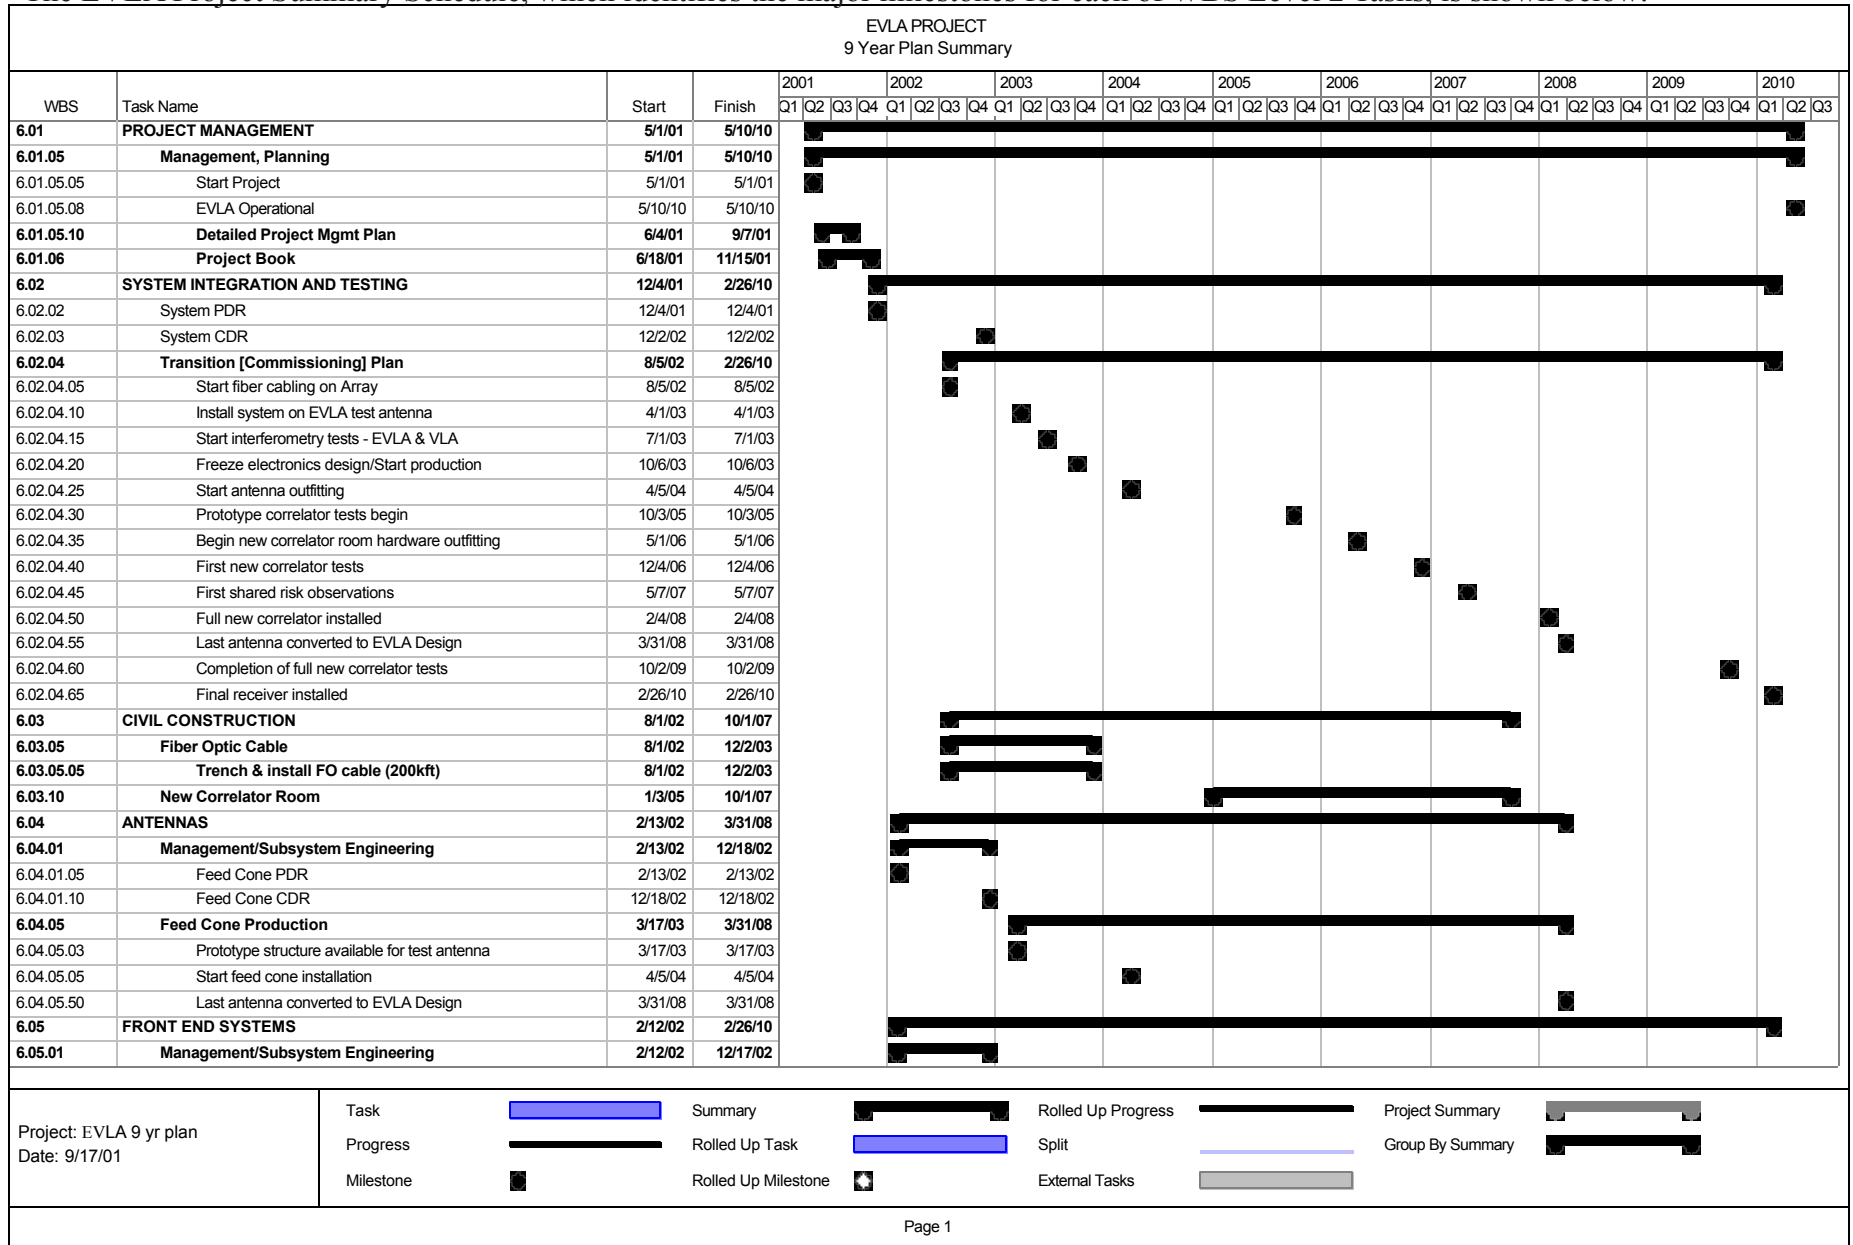 The EVLA Project Summary Schedule, which identifies the major milestones for each of WBS Level 2 Tasks, is shown below.
EVLA PROJECT
9 Year Plan Summary
2001 2002 2003 2004 2005 2006 2007 2008 2009 2010
WBS Task Name Start Finish Q1 Q2 Q3 Q4 Q1 Q2 Q3 Q4 Q1 Q2 Q3 Q4 Q1 Q2 Q3 Q4 Q1 Q2 Q3 Q4 Q1 Q2 Q3 Q4 Q1 Q2 Q3 Q4 Q1 Q2 Q3 Q4 Q1 Q2 Q3 Q4 Q1 Q2 Q3
6.01 PROJECT MANAGEMENT 5/1/01 5/10/10
6.01.05 Management, Planning 5/1/01 5/10/10
6.01.05.05 Start Project 5/1/01 5/1/01
6.01.05.08 EVLA Operational 5/10/10 5/10/10
6.01.05.10 Detailed Project Mgmt Plan 6/4/01 9/7/01
6.01.06 Project Book 6/18/01 11/15/01
6.02 SYSTEM INTEGRATION AND TESTING 12/4/01 2/26/10
6.02.02 System PDR 12/4/01 12/4/01
6.02.03 System CDR 12/2/02 12/2/02
6.02.04 Transition [Commissioning] Plan 8/5/02 2/26/10
6.02.04.05 Start fiber cabling on Array 8/5/02 8/5/02
6.02.04.10 Install system on EVLA test antenna 4/1/03 4/1/03
6.02.04.15 Start interferometry tests - EVLA & VLA 7/1/03 7/1/03
6.02.04.20 Freeze electronics design/Start production 10/6/03 10/6/03
6.02.04.25 Start antenna outfitting 4/5/04 4/5/04
6.02.04.30 Prototype correlator tests begin 10/3/05 10/3/05
6.02.04.35 Begin new correlator room hardware outfitting 5/1/06 5/1/06
6.02.04.40 First new correlator tests 12/4/06 12/4/06
6.02.04.45 First shared risk observations 5/7/07 5/7/07
6.02.04.50 Full new correlator installed 2/4/08 2/4/08
6.02.04.55 Last antenna converted to EVLA Design 3/31/08 3/31/08
6.02.04.60 Completion of full new correlator tests 10/2/09 10/2/09
6.02.04.65 Final receiver installed 2/26/10 2/26/10
6.03 CIVIL CONSTRUCTION 8/1/02 10/1/07
6.03.05 Fiber Optic Cable 8/1/02 12/2/03
6.03.05.05 Trench & install FO cable (200kft) 8/1/02 12/2/03
6.03.10 New Correlator Room 1/3/05 10/1/07
6.04 ANTENNAS 2/13/02 3/31/08
6.04.01 Management/Subsystem Engineering 2/13/02 12/18/02
6.04.01.05 Feed Cone PDR 2/13/02 2/13/02
6.04.01.10 Feed Cone CDR 12/18/02 12/18/02
6.04.05 Feed Cone Production 3/17/03 3/31/08
6.04.05.03 Prototype structure available for test antenna 3/17/03 3/17/03
6.04.05.05 Start feed cone installation 4/5/04 4/5/04
6.04.05.50 Last antenna converted to EVLA Design 3/31/08 3/31/08
6.05 FRONT END SYSTEMS 2/12/02 2/26/10
6.05.01 Management/Subsystem Engineering 2/12/02 12/17/02
Project: EVLA 9 yr plan
Date: 9/17/01
Task Summary Rolled Up Progress Project Summary
Progress Rolled Up Task Split Group By Summary
Milestone Rolled Up Milestone External Tasks
Page 1